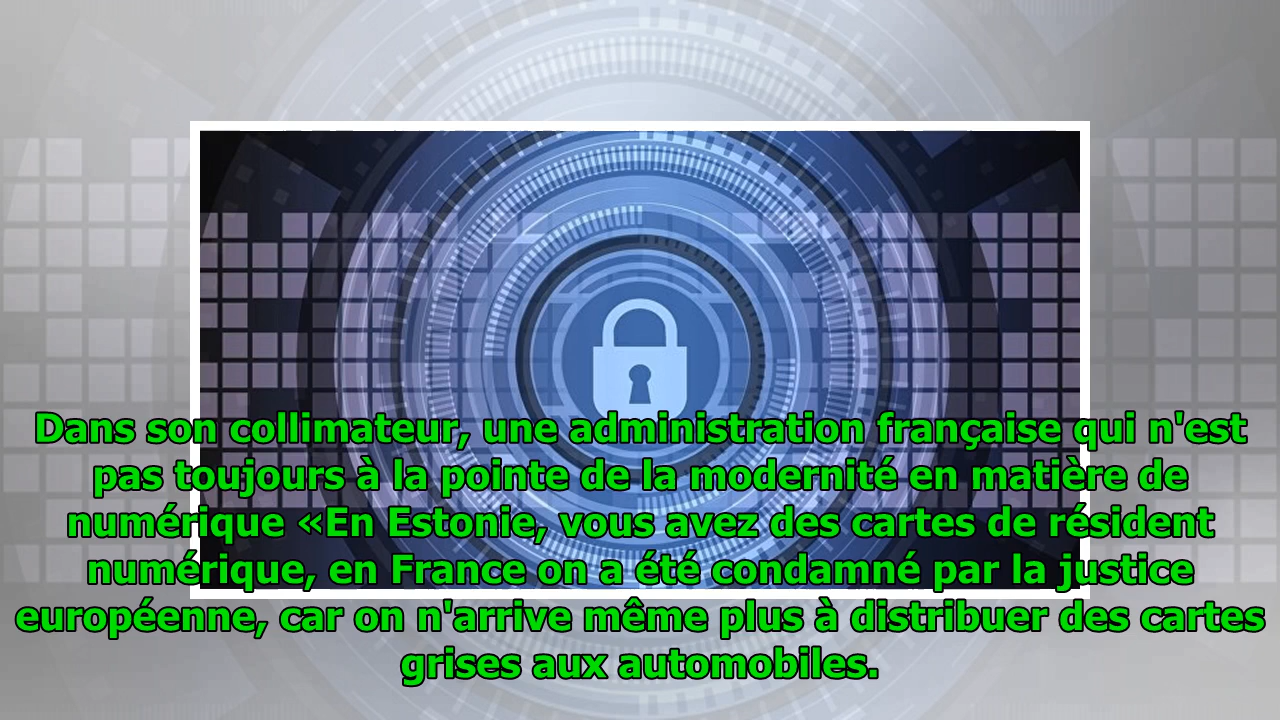 Dans son collimateur, une administration française qui n'est
pas toujours à la pointe de la modernité en matière de
numérique «En Estonie, vous avez des cartes de résident
numérique, en France on a été condamné par la justice
européenne, car on n'arrive même plus à distribuer des cartes
grises aux automobiles.